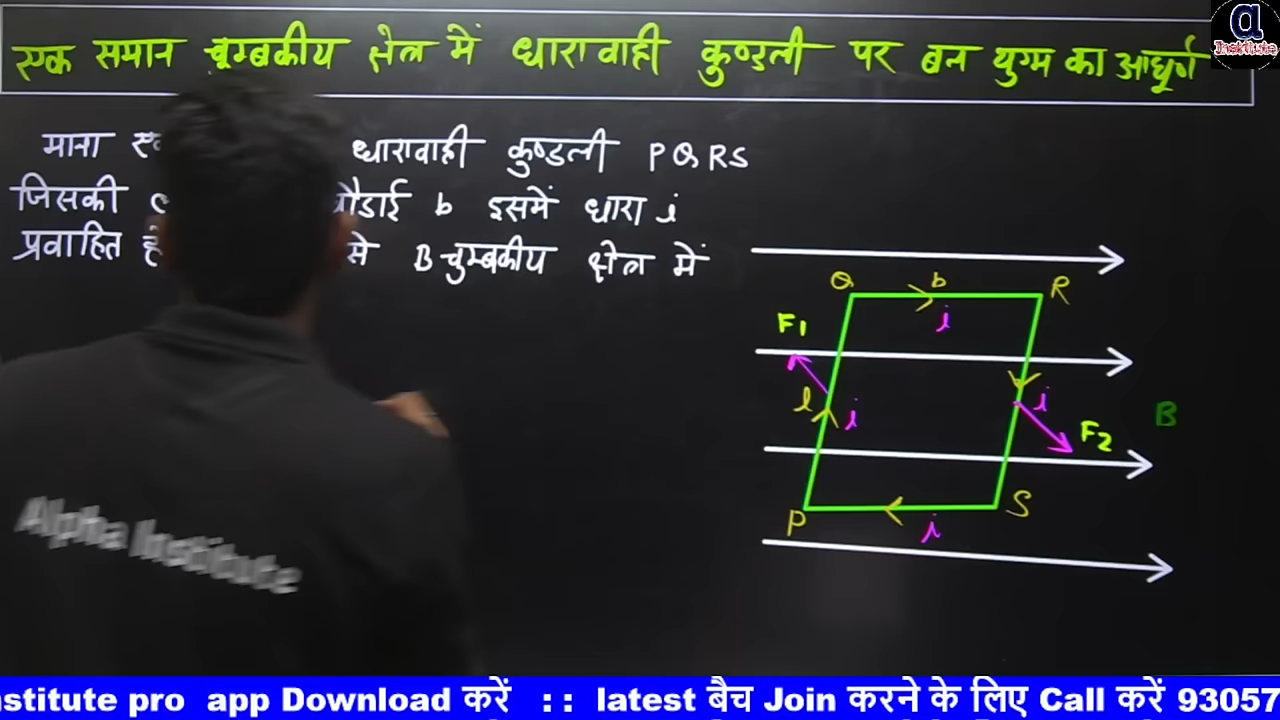 एक समान चुम्बकीय क्षेत्र में धारावाही कुण्डली पर बल युग्म का आघूर्ण
α
Institute
माना धारावाही कुण्डली PQRS
जिसकी चौडाई b इसमें धारा i
प्रवाहित से B चुम्बकीय क्षेत्र में
Q b R
i
F1
l i i
B
F2
P S
i
Alpha Institute
nstitute pro app Download करें :: latest बैच Join करने के लिए Call करें 93057